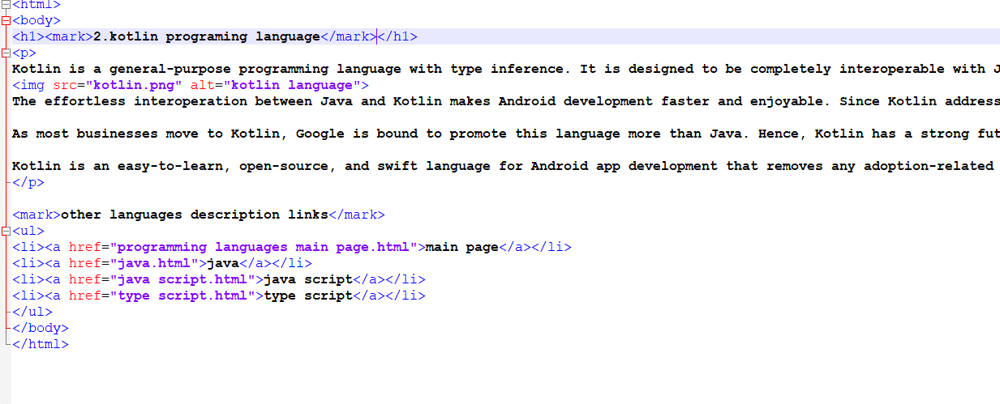 <html>
<body>
<h1><mark>2.kotlin programing language</mark></h1>
<p>
Kotlin is a general-purpose programming language with type inference. It is designed to be completely interoperable with J
<img src="kotlin.png" alt="kotlin language">
The effortless interoperation between Java and Kotlin makes Android development faster and enjoyable. Since Kotlin address
As most businesses move to Kotlin, Google is bound to promote this language more than Java. Hence, Kotlin has a strong fut
Kotlin is an easy-to-learn, open-source, and swift language for Android app development that removes any adoption-related
</p>
<mark>other languages description links</mark>
<ul>
<li><a href="programming languages main page.html">main page</a></li>
<li><a href="java.html">java</a></li>
<li><a href="java script.html">java script</a></li>
<li><a href="type script.html">type script</a></li>
</ul>
</body>
</html>